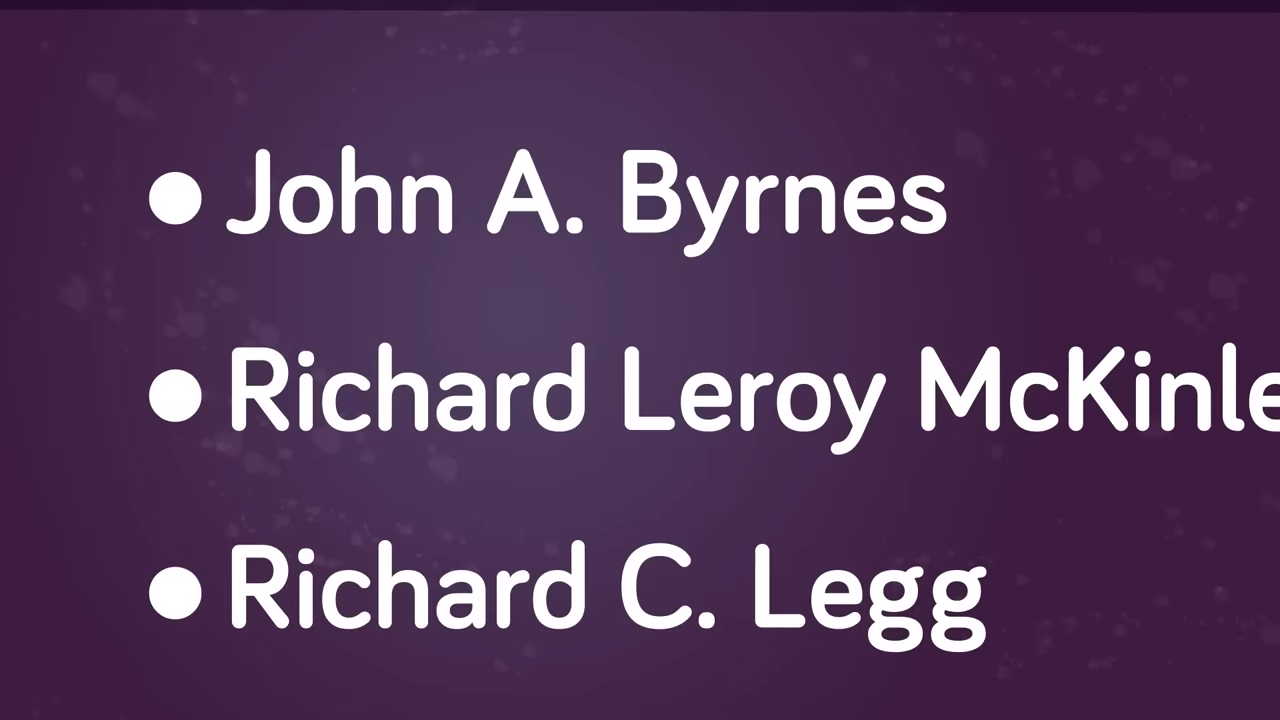 • John A. Byrnes
• Richard Leroy McKinle
• Richard C. Legg